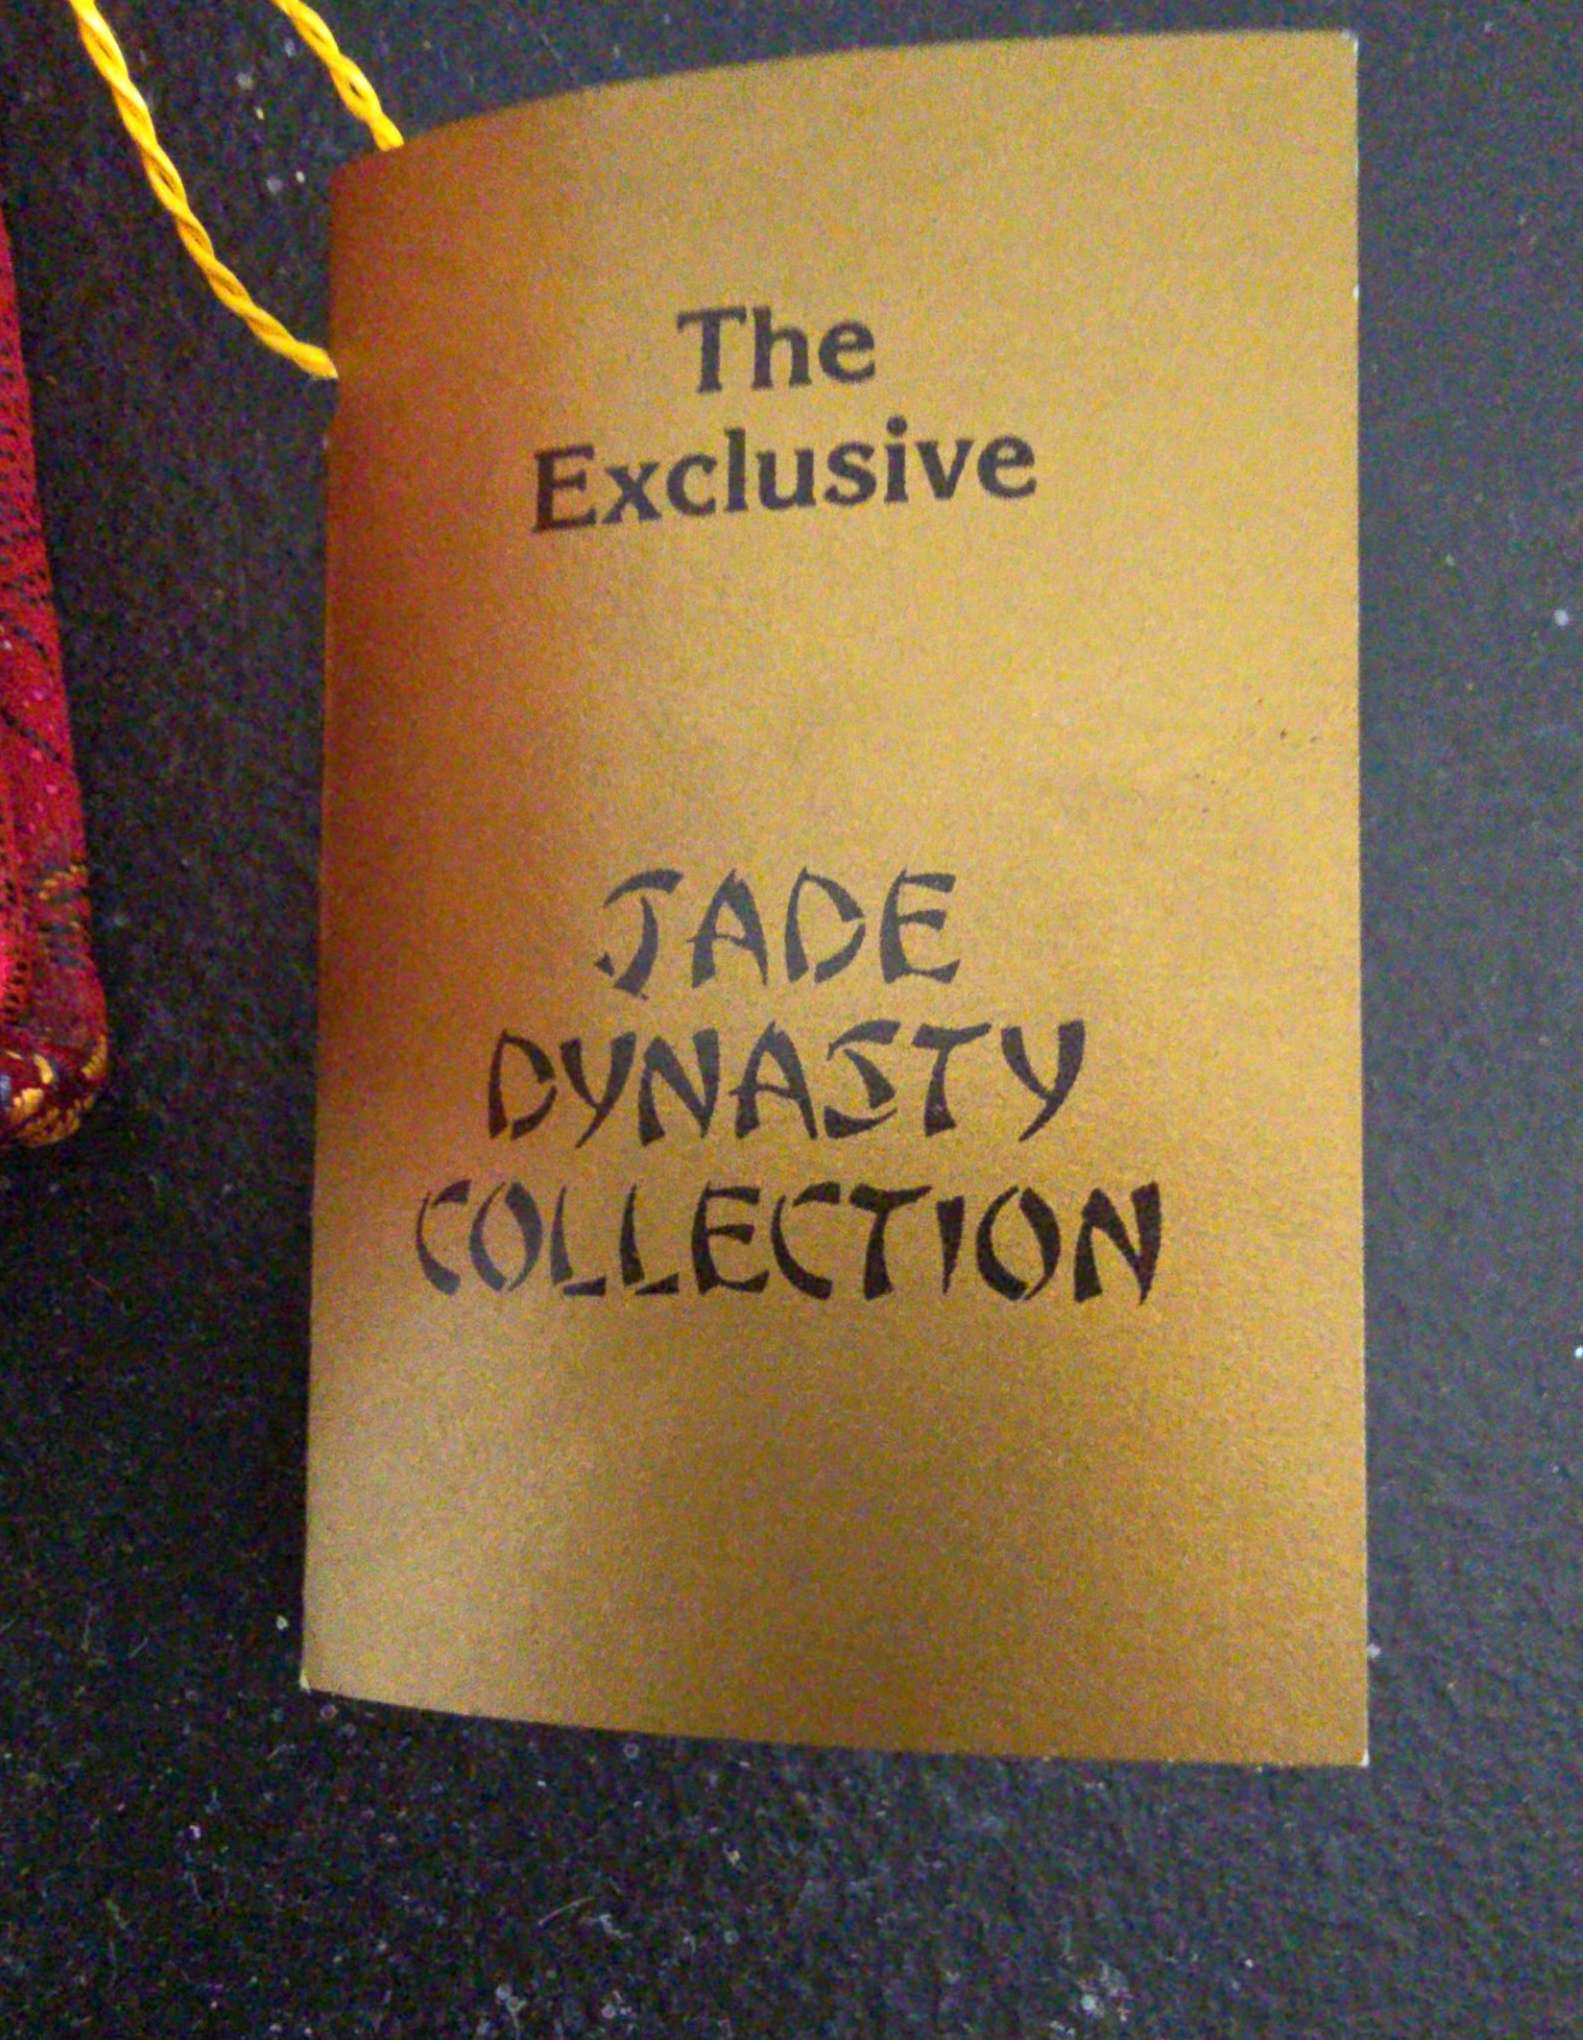 The
Exclusive
JADE
DYNASTY
COLLECTION